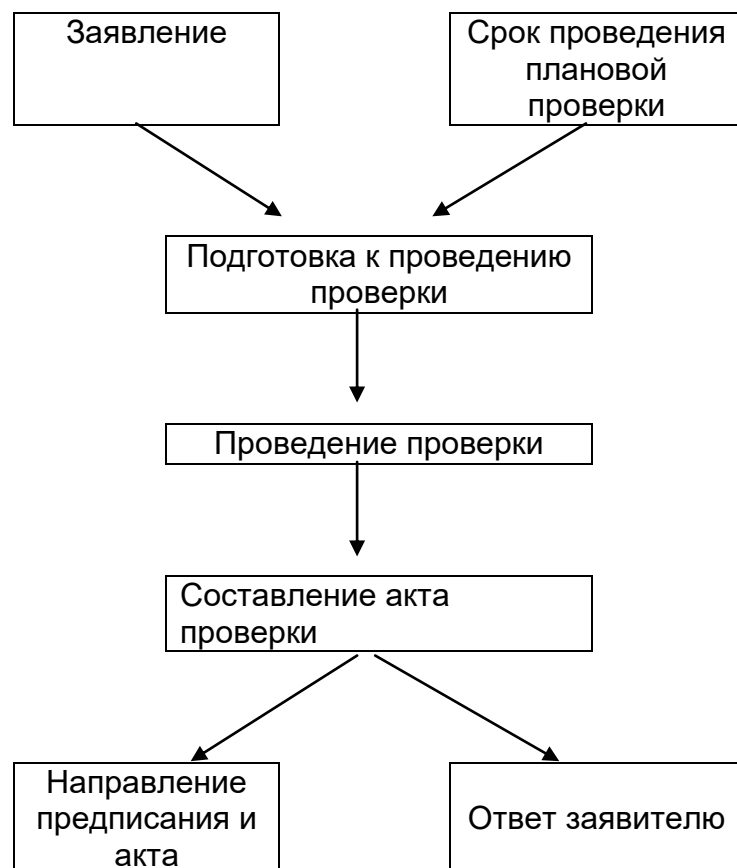 Заявление
Срок проведения
плановой
проверки
Подготовка к проведению
проверки
Проведение проверки
Составление акта
проверки
Направление
предписания и
акта
Ответ заявителю